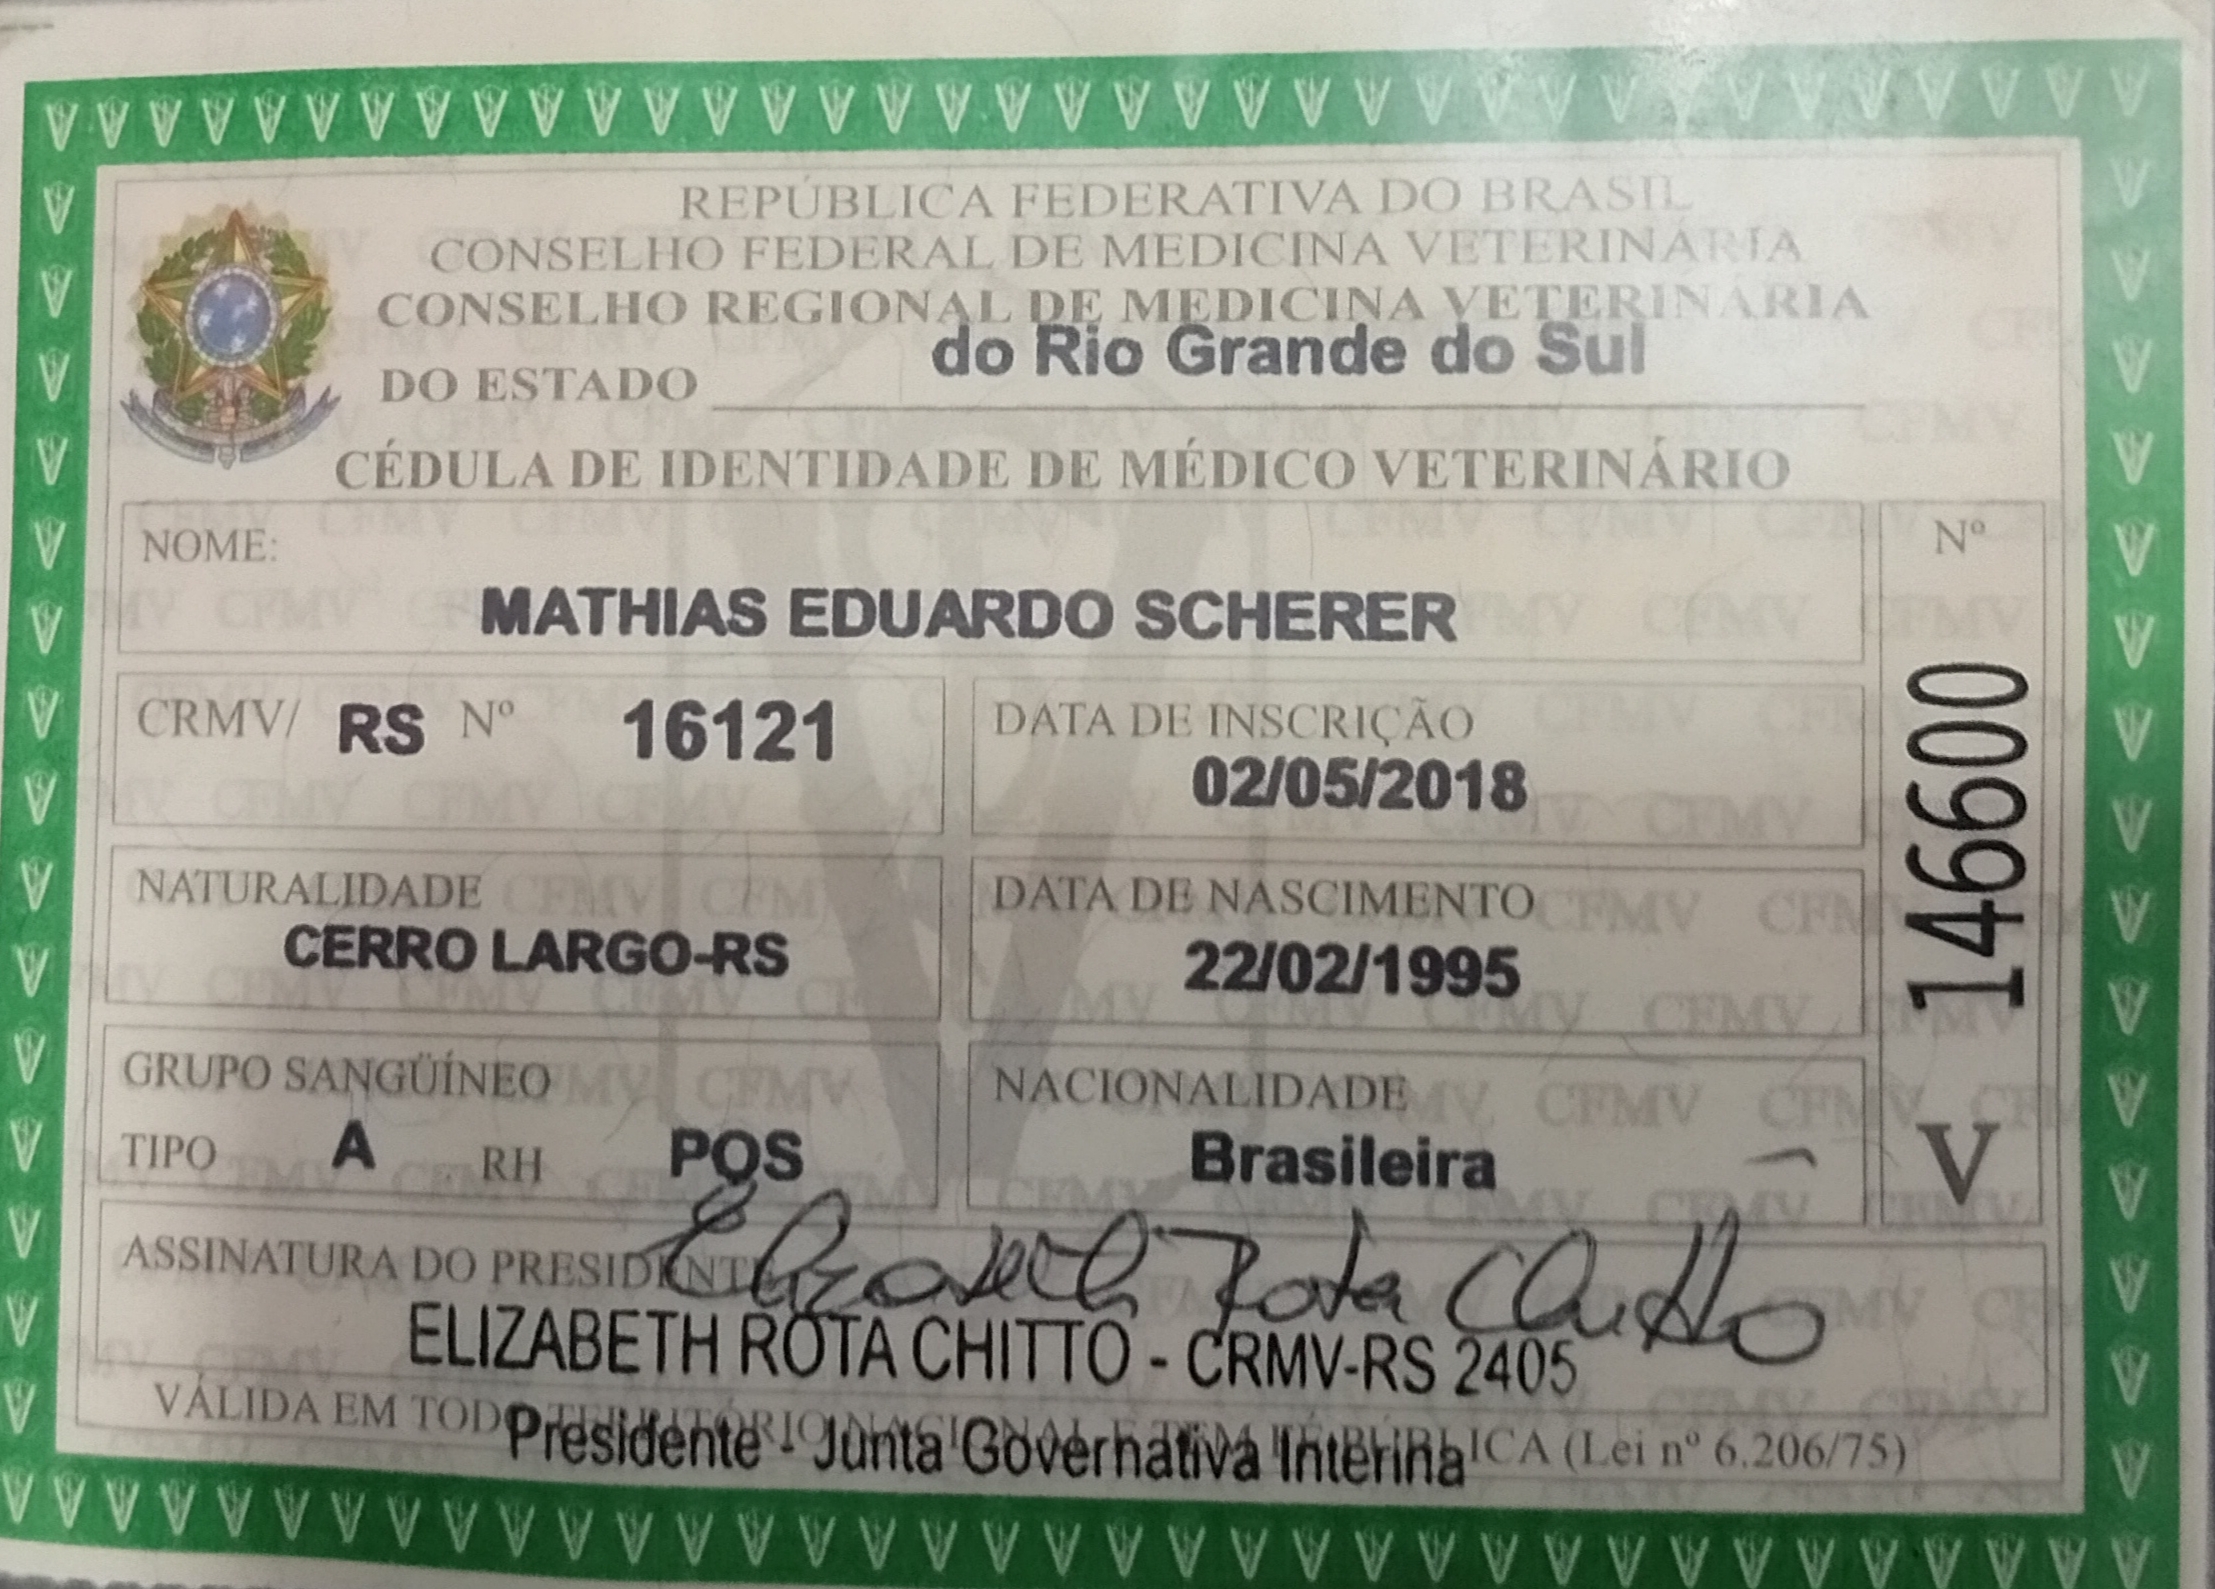 REPÚBLICA FEDERATIVA DO BRASIL
CONSELHO FEDERAL DE MEDICINA VETERINÁRIA
CONSELHO REGIONAL DE MEDICINA VETERINÁRIA
DO ESTADO do Rio Grande do Sul
CÉDULA DE IDENTIDADE DE MÉDICO VETERINÁRIO
NOME:
MATHIAS EDUARDO SCHERER
CRMV/ RS Nº 16121
DATA DE INSCRIÇÃO
02/05/2018
NATURALIDADE
CERRO LARGO-RS
DATA DE NASCIMENTO
22/02/1995
GRUPO SANGÜÍNEO
TIPO A RH POS
NACIONALIDADE
Brasileira
Nº
146600
V
ASSINATURA DO PRESIDENTE
Elizabeth Rota Chitto
ELIZABETH ROTA CHITTO - CRMV-RS 2405
VÁLIDA EM TODO TERRITÓRIO NACIONAL E TEM FÉ PÚBLICA (Lei nº 6.206/75)
Presidente - Junta Governativa Interina